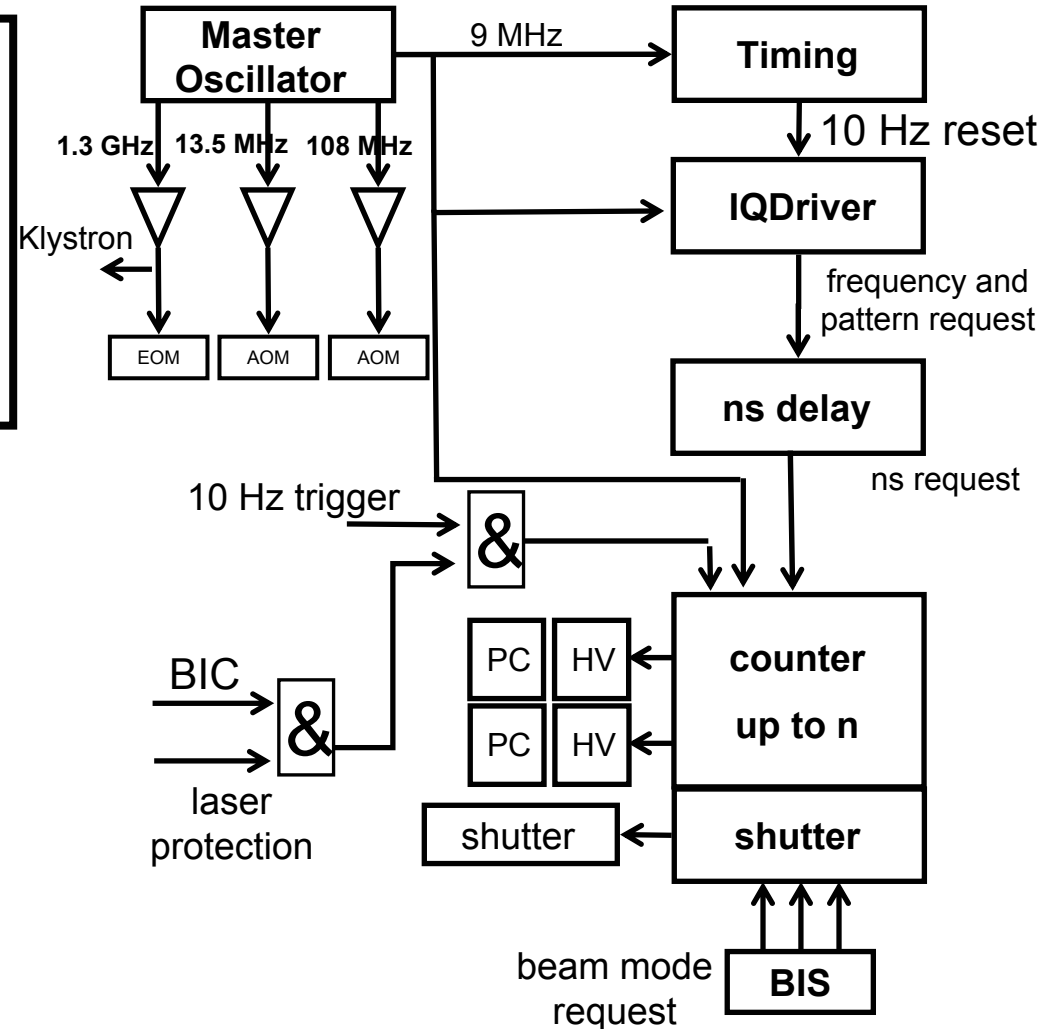 Master
Oscillator
9 MHz
Timing
10 Hz reset
1.3 GHz
13.5 MHz
108 MHz
IQDriver
Klystron
frequency and
pattern request
EOM
AOM
AOM
ns delay
ns request
10 Hz trigger
&
BIC
&
laser
protection
PC
HV
PC
HV
counter
up to n
shutter
shutter
beam mode
request
BIS